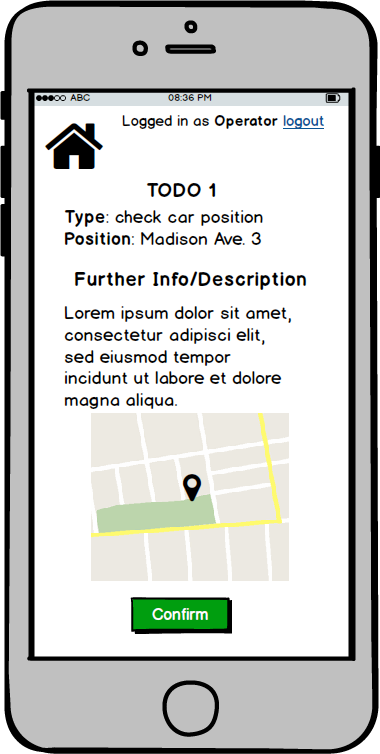 ABC 08:36 PM
Logged in as Operator logout
TODO 1
Type: check car position
Position: Madison Ave. 3
Further Info/Description
Lorem ipsum dolor sit amet,
consectetur adipisci elit,
sed eiusmod tempor
incidunt ut labore et dolore
magna aliqua.
Confirm